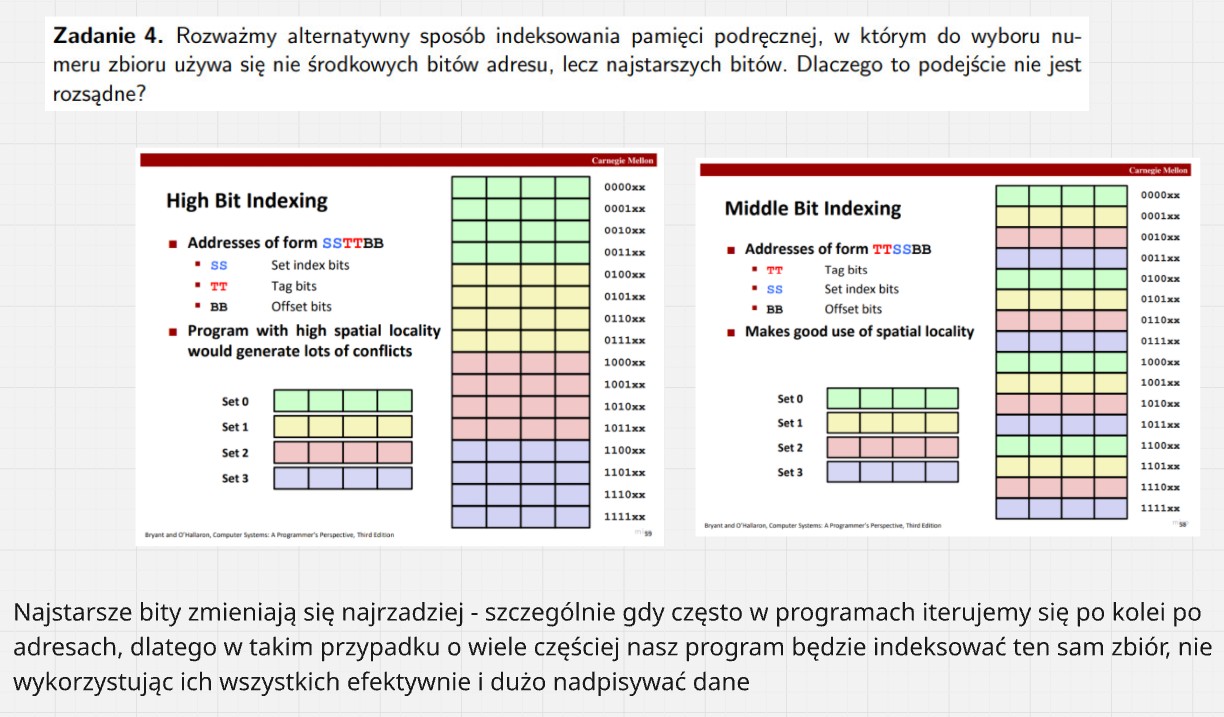 Zadanie 4. Rozważmy alternatywny sposób indeksowania pamięci podręcznej, w którym do wyboru nu-
meru zbioru używa się nie środkowych bitów adresu, lecz najstarszych bitów. Dlaczego to podejście nie jest
rozsądne?
Carnegie Mellon
High Bit Indexing
Addresses of form SSTTBB
SS Set index bits
TT Tag bits
BB Offset bits
Program with high spatial locality
would generate lots of conflicts
Set 0
Set 1
Set 2
Set 3
0000xx
0001xx
0010xx
0011xx
0100xx
0101xx
0110xx
0111xx
1000xx
1001xx
1010xx
1011xx
1100xx
1101xx
1110xx
1111xx
Bryant and O'Hallaron, Computer Systems: A Programmer's Perspective, Third Edition
59
Carnegie Mellon
Middle Bit Indexing
Addresses of form TTSSBB
TT Tag bits
SS Set index bits
BB Offset bits
Makes good use of spatial locality
Set 0
Set 1
Set 2
Set 3
0000xx
0001xx
0010xx
0011xx
0100xx
0101xx
0110xx
0111xx
1000xx
1001xx
1010xx
1011xx
1100xx
1101xx
1110xx
1111xx
Bryant and O'Hallaron, Computer Systems: A Programmer's Perspective, Third Edition
58
Najstarsze bity zmieniają się najrzadziej - szczególnie gdy często w programach iterujemy się po kolei po
adresach, dlatego w takim przypadku o wiele częściej nasz program będzie indeksować ten sam zbiór, nie
wykorzystując ich wszystkich efektywnie i dużo nadpisywać dane